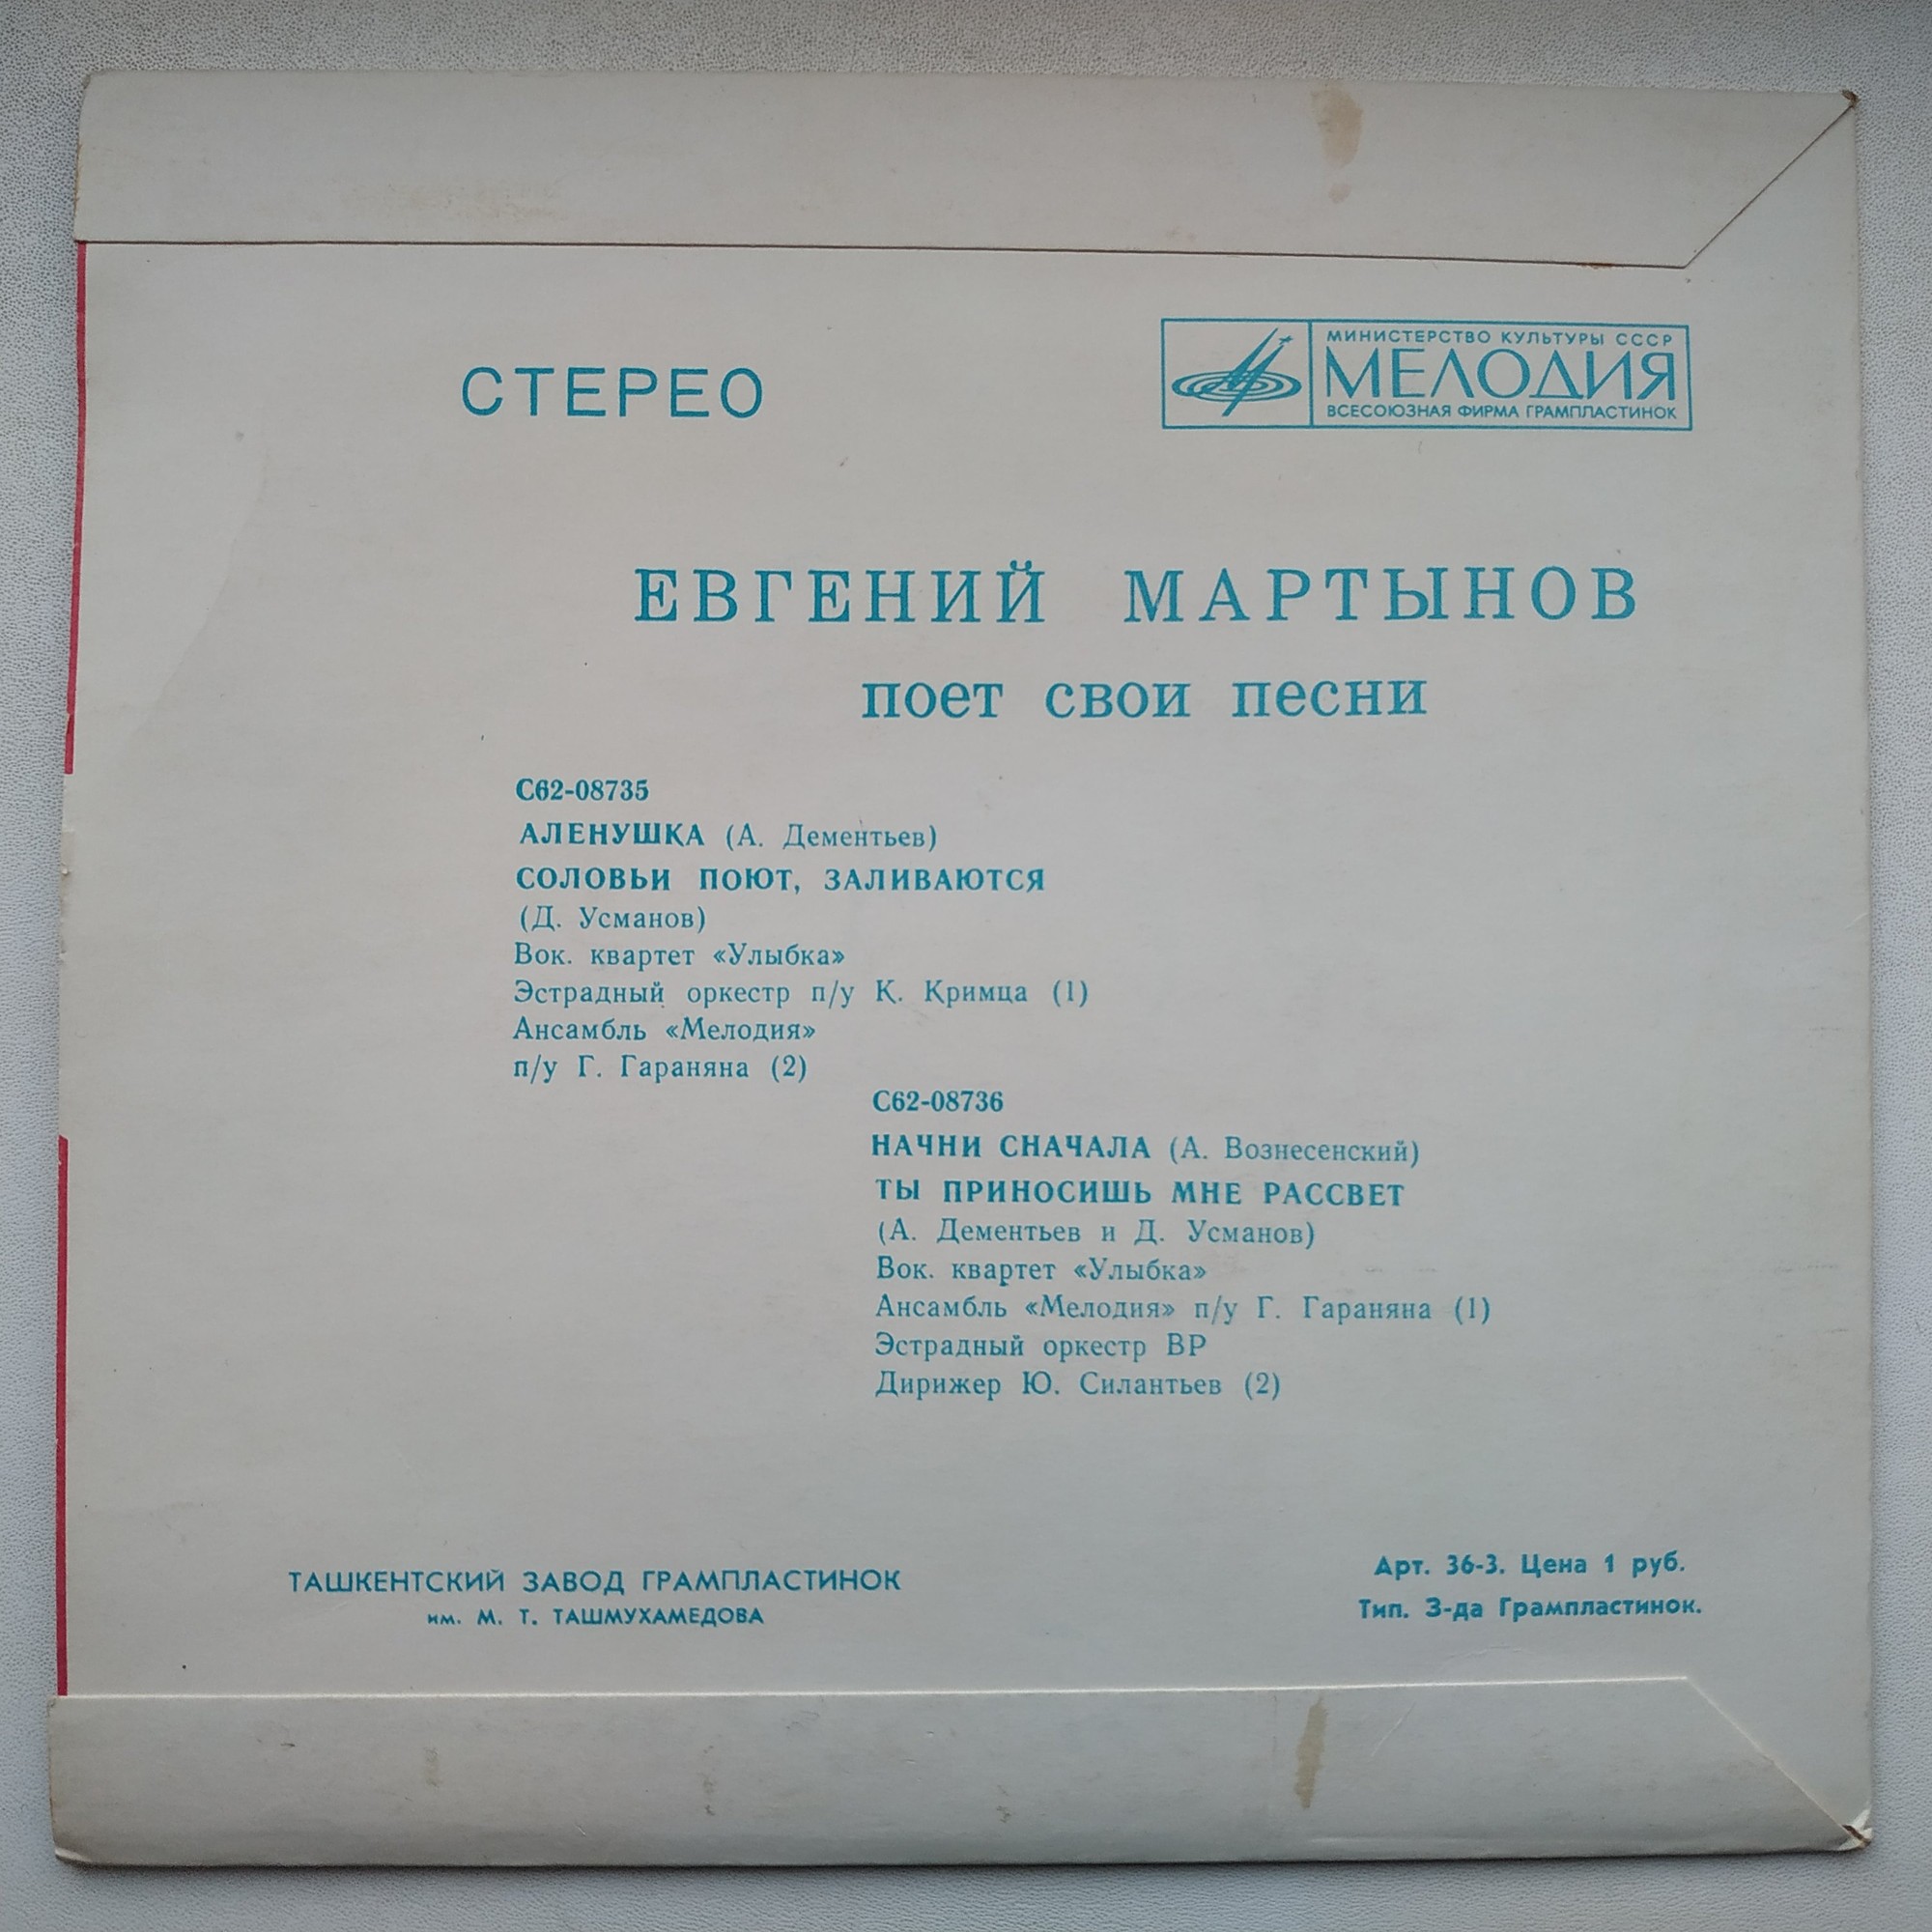 СТЕРЕО
МИНИСТЕРСТВО КУЛЬТУРЫ СССР
МЕЛОДИЯ
ВСЕСОЮЗНАЯ ФИРМА ГРАМПЛАСТИНОК
ЕВГЕНИЙ МАРТЫНОВ
поет свои песни
С62-08735
АЛЕНУШКА (А. Дементьев)
СОЛОВЬИ ПОЮТ, ЗАЛИВАЮТСЯ
(Д. Усманов)
Вок. квартет «Улыбка»
Эстрадный оркестр п/у К. Кримца (1)
Ансамбль «Мелодия»
п/у Г. Гараняна (2)
С62-08736
НАЧНИ СНАЧАЛА (А. Вознесенский)
ТЫ ПРИНОСИШЬ МНЕ РАССВЕТ
(А. Дементьев и Д. Усманов)
Вок. квартет «Улыбка»
Ансамбль «Мелодия» п/у Г. Гараняна (1)
Эстрадный оркестр ВР
Дирижер Ю. Силантьев (2)
ТАШКЕНТСКИЙ ЗАВОД ГРАМПЛАСТИНОК
им. М. Т. ТАШМУХАМЕДОВА
Арт. 36-3. Цена 1 руб.
Тип. З-да Грампластинок.